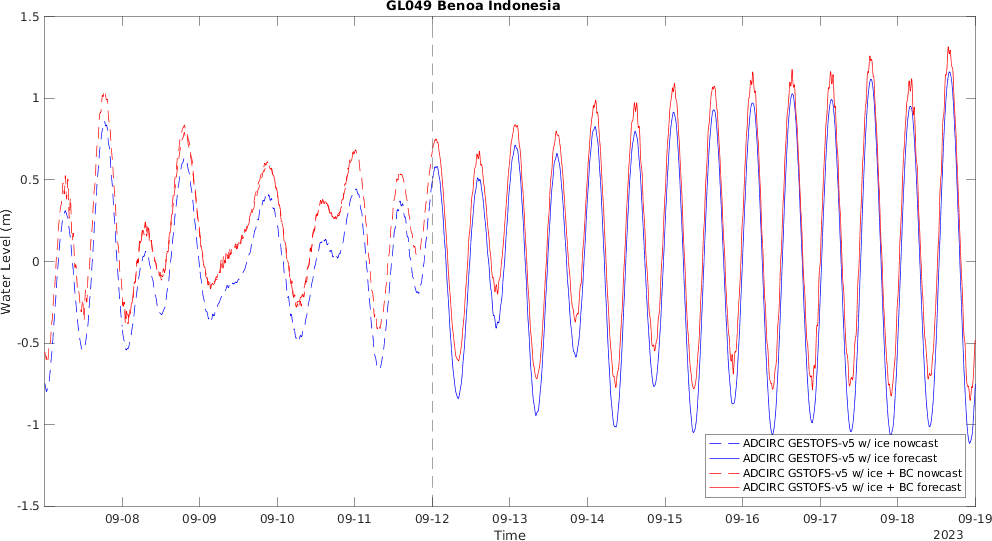 GL049 Benoa Indonesia
1.5
1
0.5
0
-0.5
-1
-1.5
Water Level (m)
09-08 09-09 09-10 09-11 09-12 09-13 09-14 09-15 09-16 09-17 09-18 09-19
Time
2023
ADCIRC GESTOFS-v5 w/ ice nowcast
ADCIRC GESTOFS-v5 w/ ice forecast
ADCIRC GSTOFS-v5 w/ ice + BC nowcast
ADCIRC GSTOFS-v5 w/ ice + BC forecast